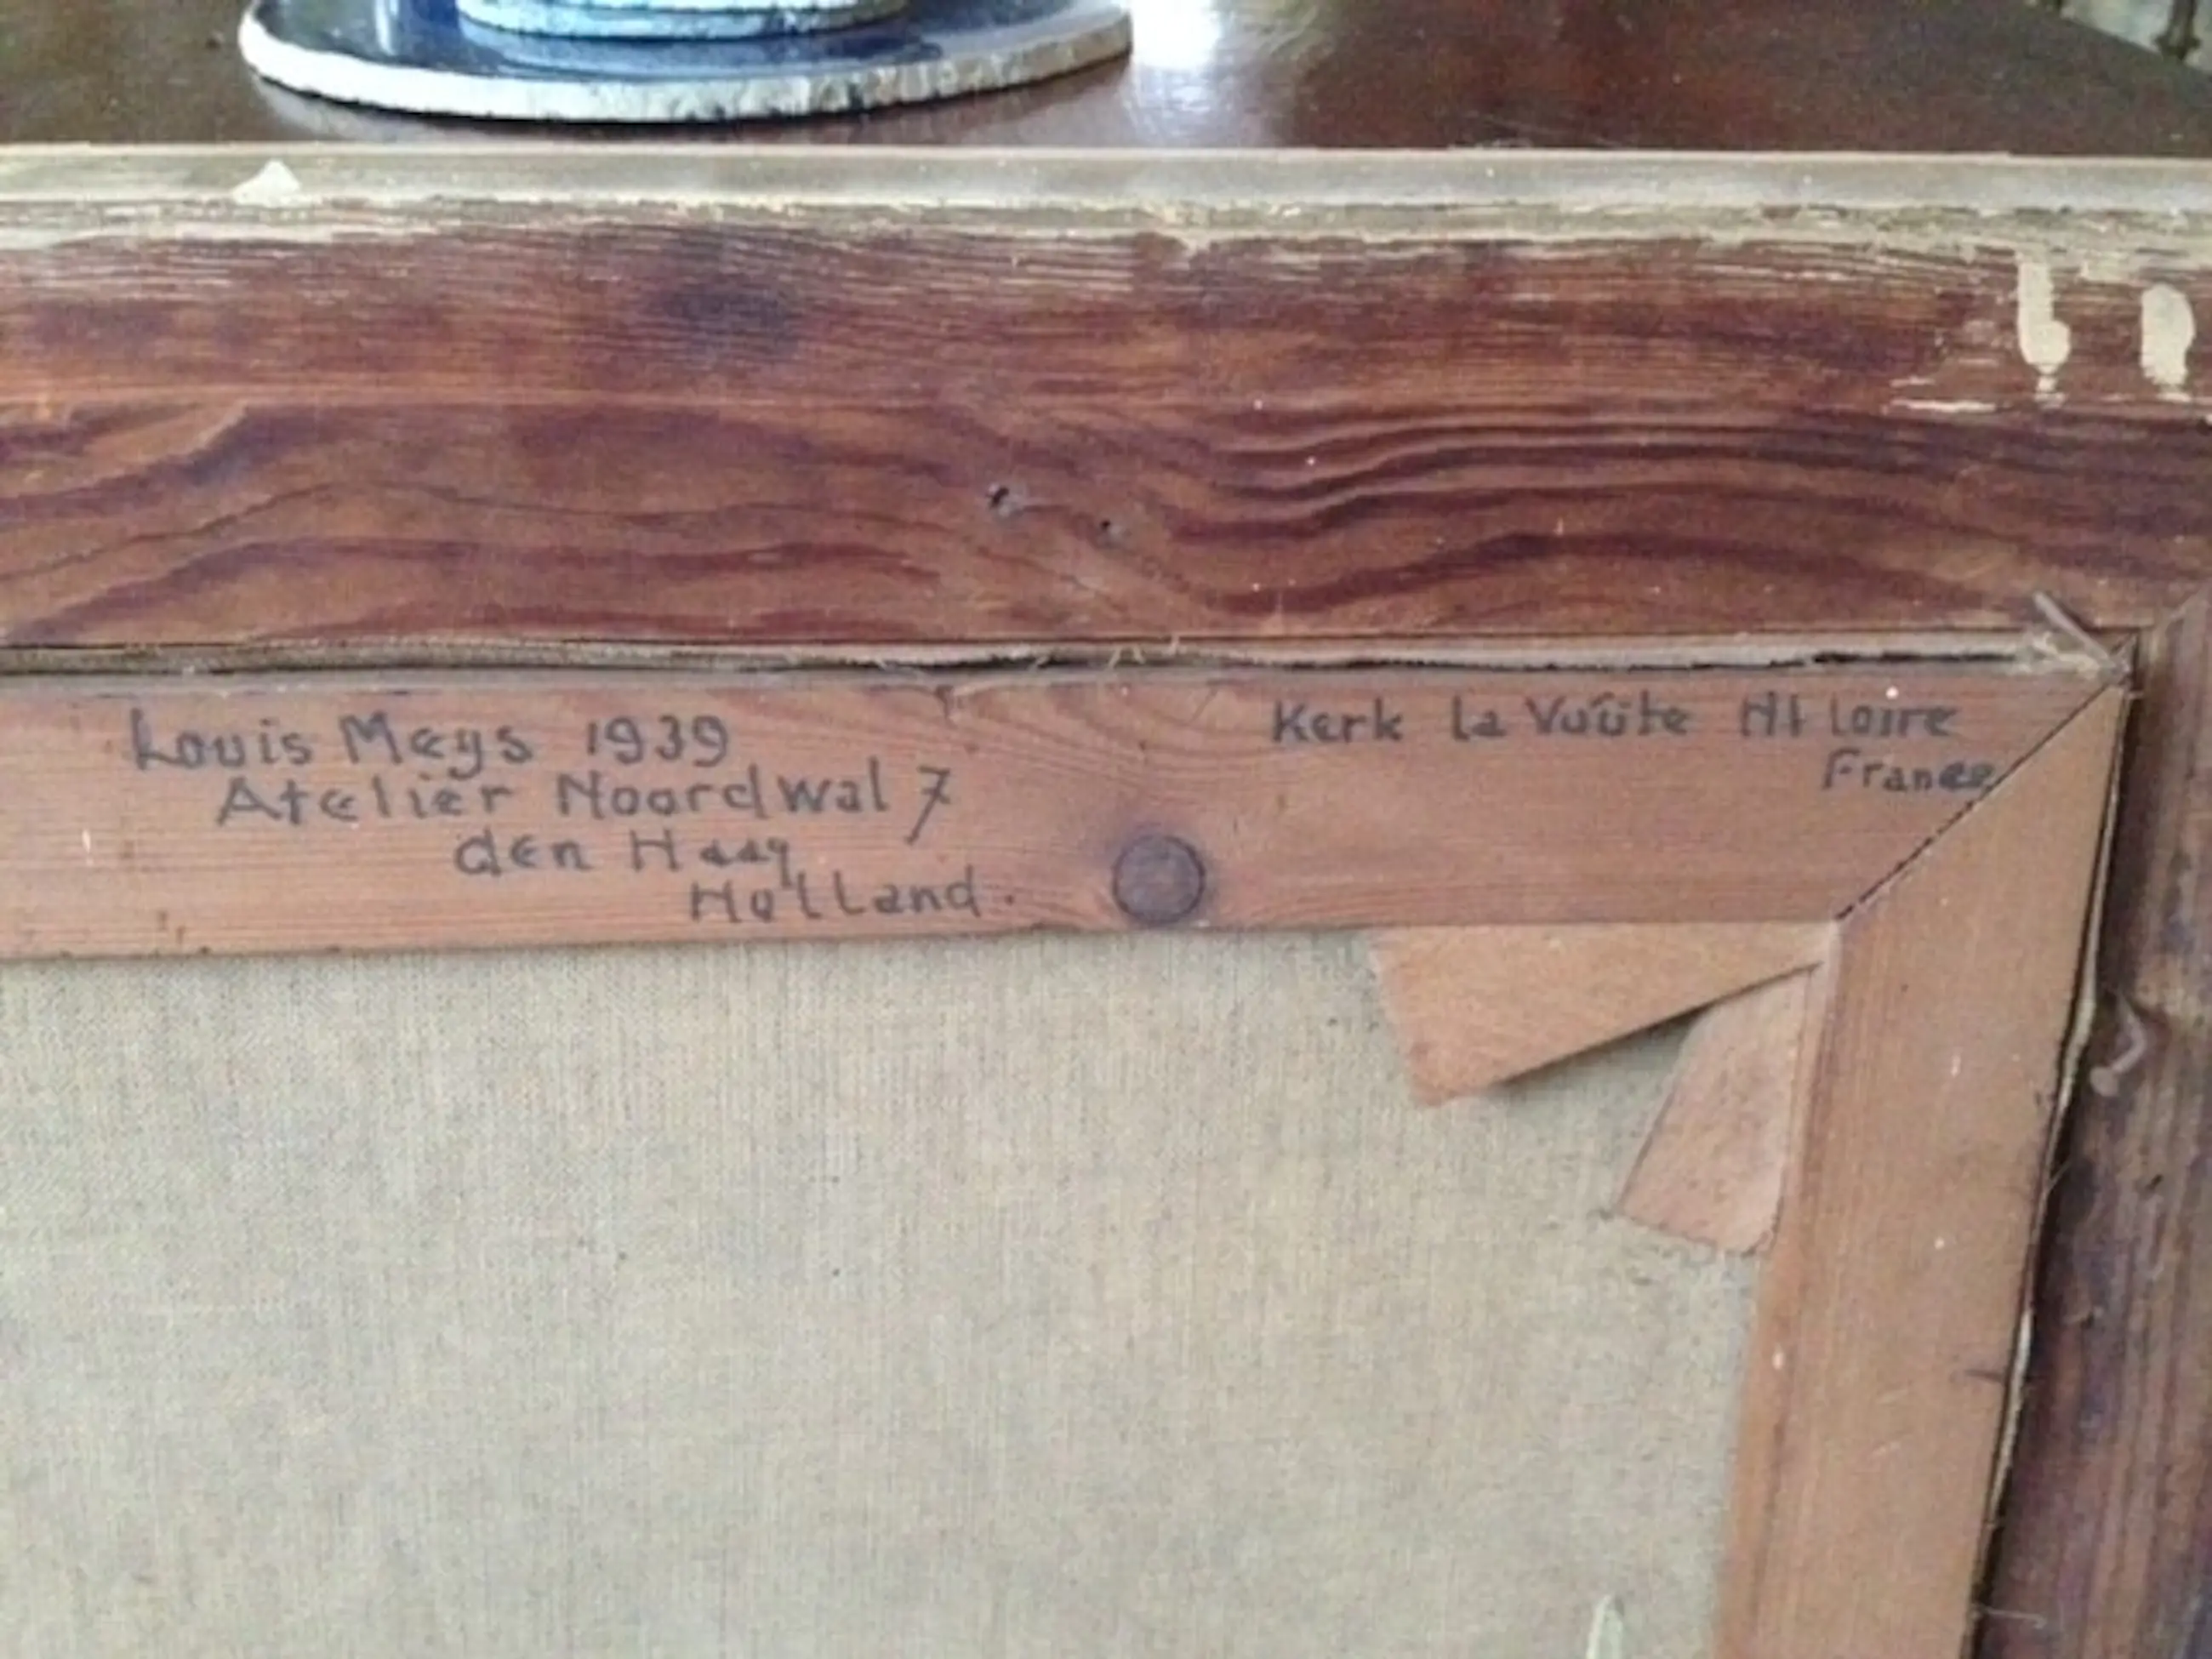 Louis Meys 1939
Atelier Noordwal 7
den Haag
Holland.
Kerk la Voûte Ht Loire
France